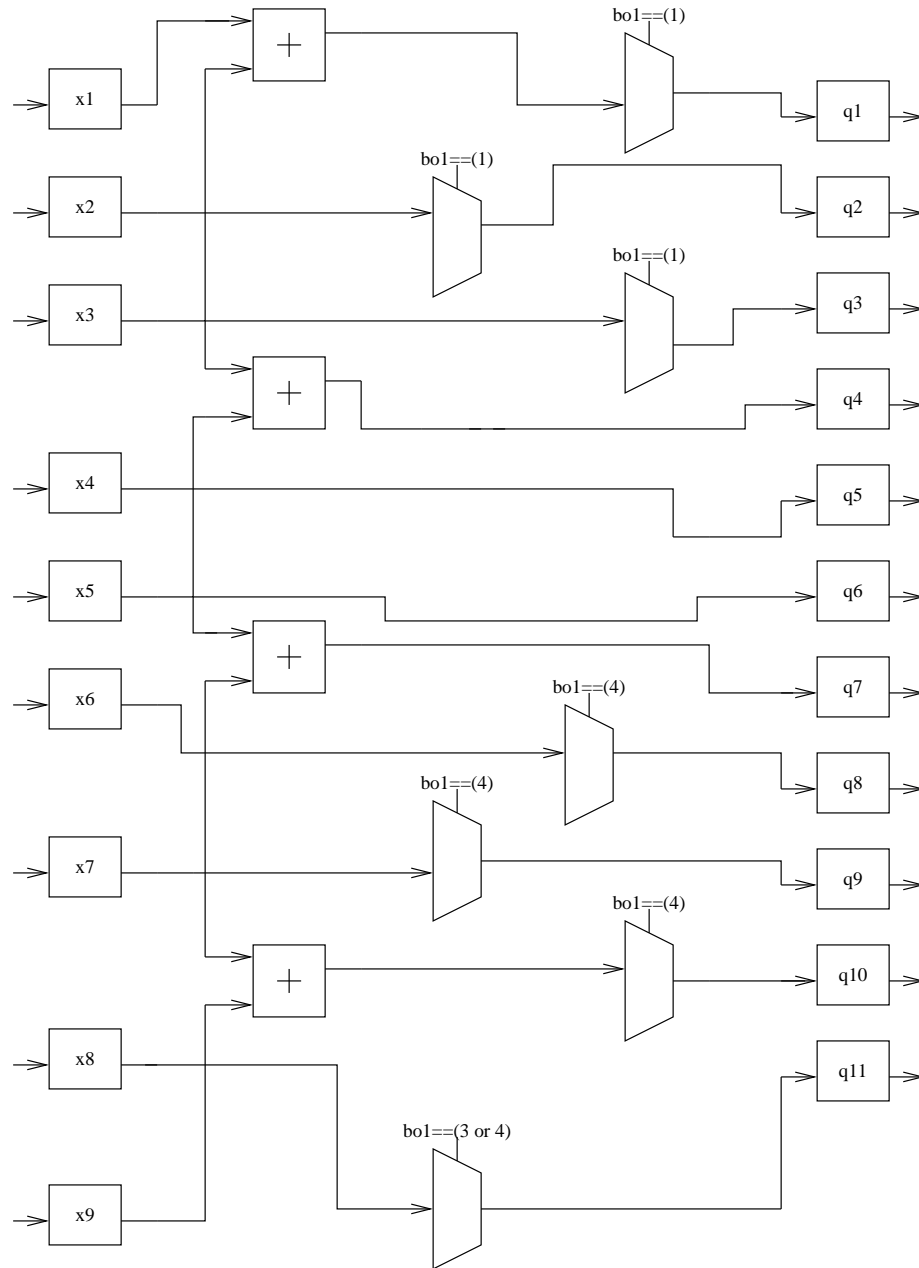 bo1==(1)
+
x1
q1
bo1==(1)
x2
q2
bo1==(1)
x3
q3
+
q4
x4
q5
x5
q6
+
q7
x6
bo1==(4)
q8
bo1==(4)
x7
q9
bo1==(4)
+
q10
x8
q11
bo1==(3 or 4)
x9